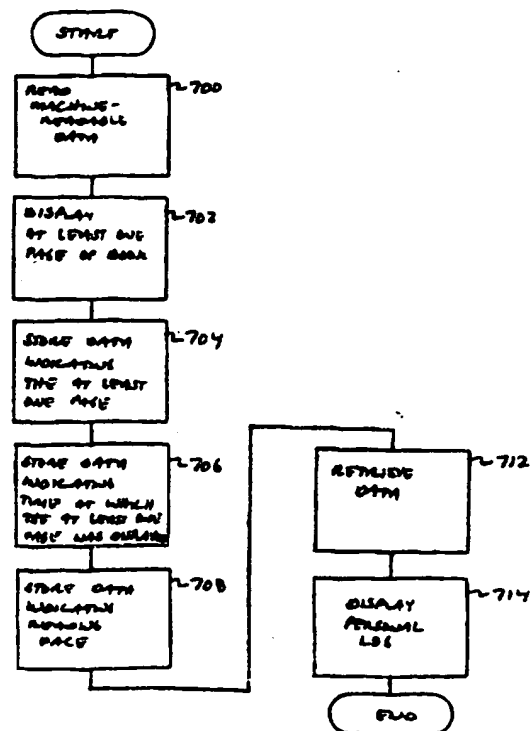 START
READ
MACHINE-
READABLE
DATA
700
DISPLAY
AT LEAST ONE
PAGE OF BOOK
702
STORE DATA
INDICATING
THE AT LEAST
ONE PAGE
704
STORE DATA
INDICATING
TIME AT WHICH
THE AT LEAST ONE
PAGE WAS DISPLAYED
706
STORE DATA
INDICATING
READING
PACE
708
RETRIEVE
DATA
712
DISPLAY
PERSONAL
LOG
714
END